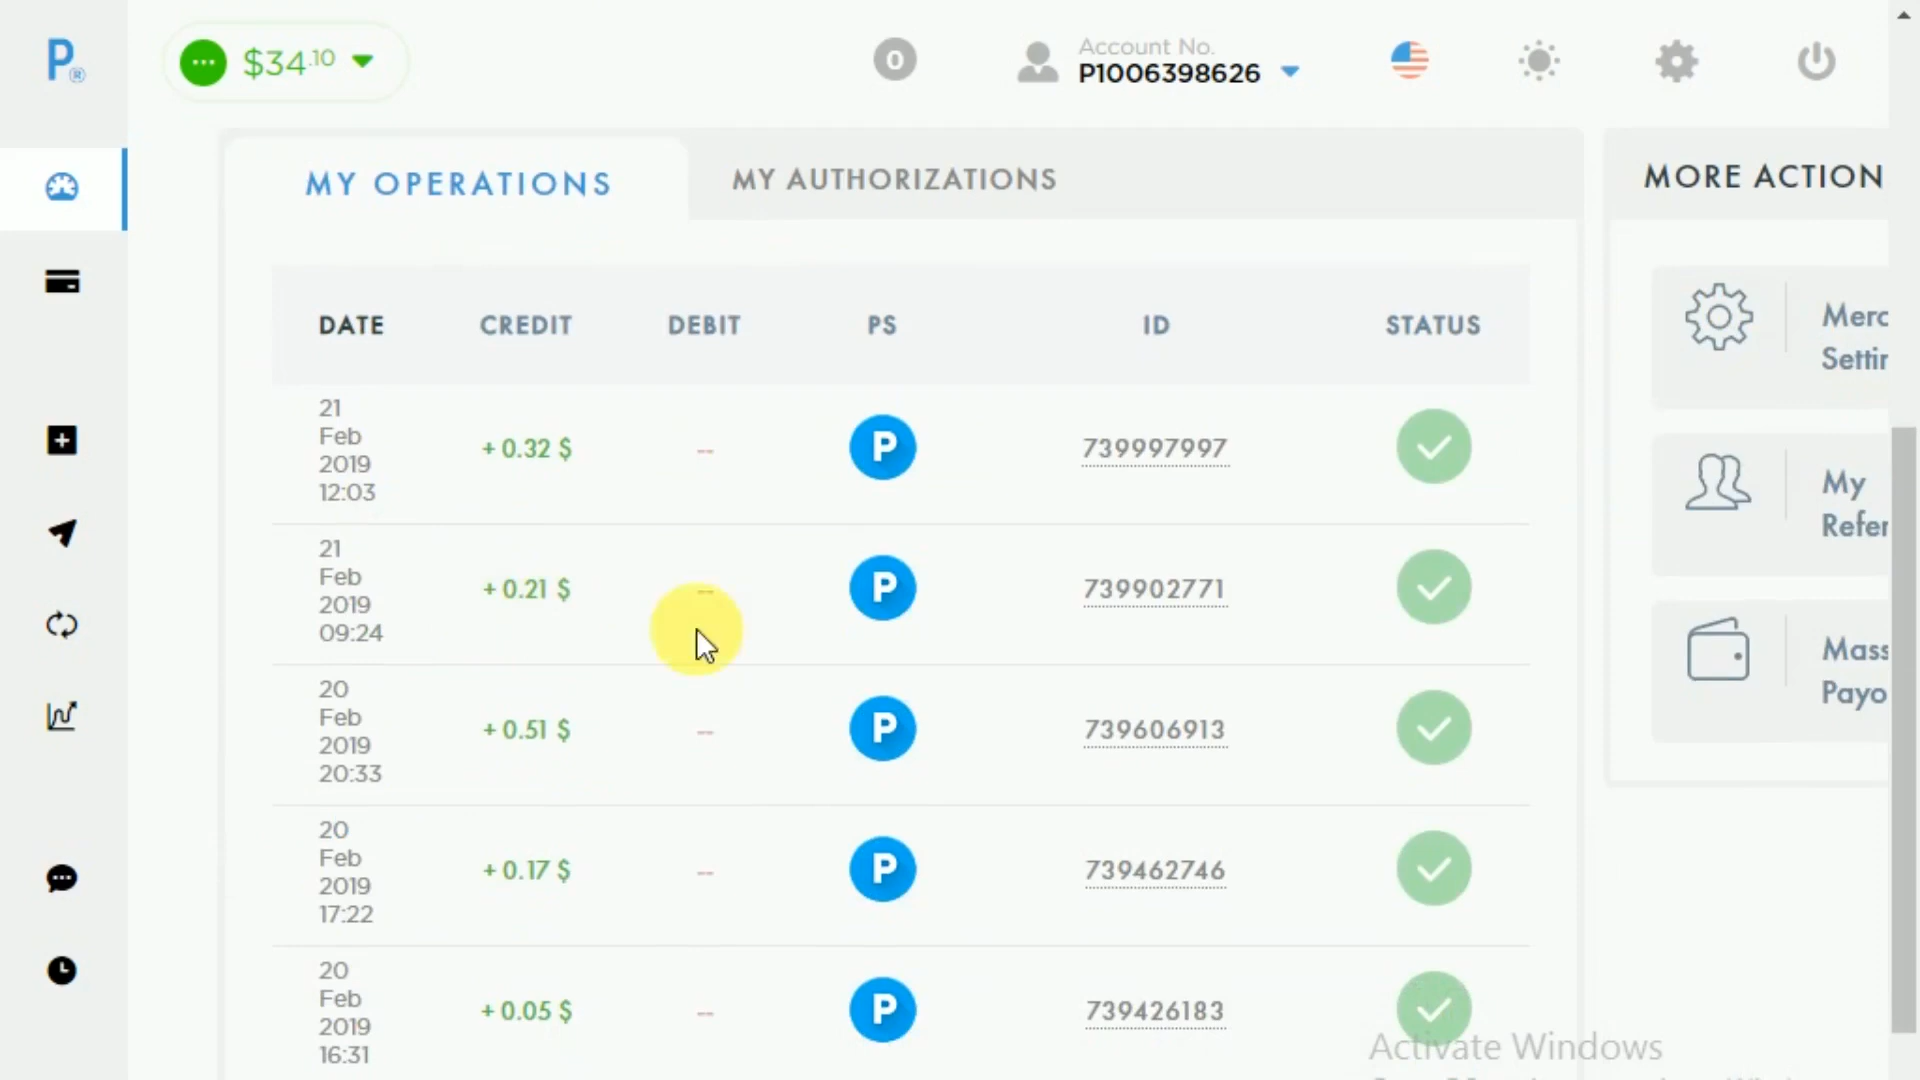 P®
$34.10
0
Account No.
P1006398626
MY OPERATIONS
MY AUTHORIZATIONS
MORE ACTION
DATE CREDIT DEBIT PS ID STATUS
21
Feb
2019
12:03
+ 0.32 $ -- P 739997997
21
Feb
2019
09:24
+ 0.21 $ -- P 739902771
20
Feb
2019
20:33
+ 0.51 $ -- P 739606913
20
Feb
2019
17:22
+ 0.17 $ -- P 739462746
20
Feb
2019
16:31
+ 0.05 $ -- P 739426183
Merc
Settin
My
Refer
Mass
Payo
Activate Windows